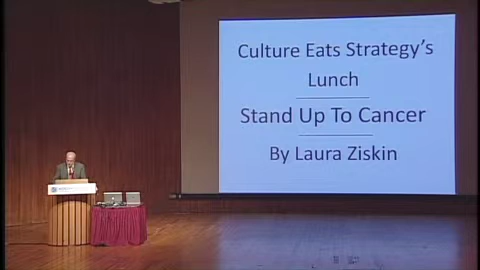 Culture Eats Strategy's
Lunch
Stand Up To Cancer
By Laura Ziskin